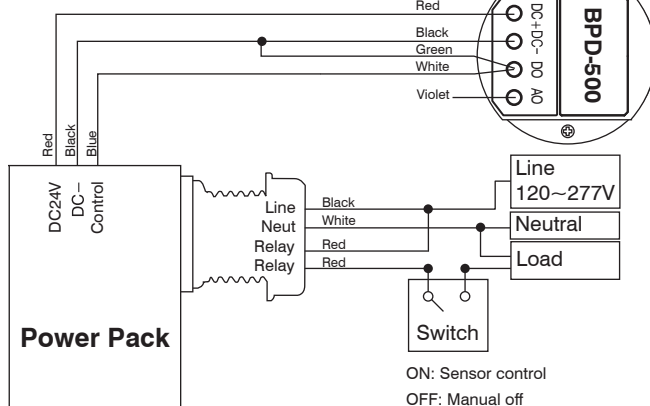 Red
Black
Green
White
Violet
DC+
DC-
DO
AO
BPD-500
Red
Black
Blue
DC24V
DC−
Control
Power Pack
Line
Neut
Relay
Relay
Black
White
Red
Red
Line
120~277V
Neutral
Load
Switch
ON: Sensor control
OFF: Manual off